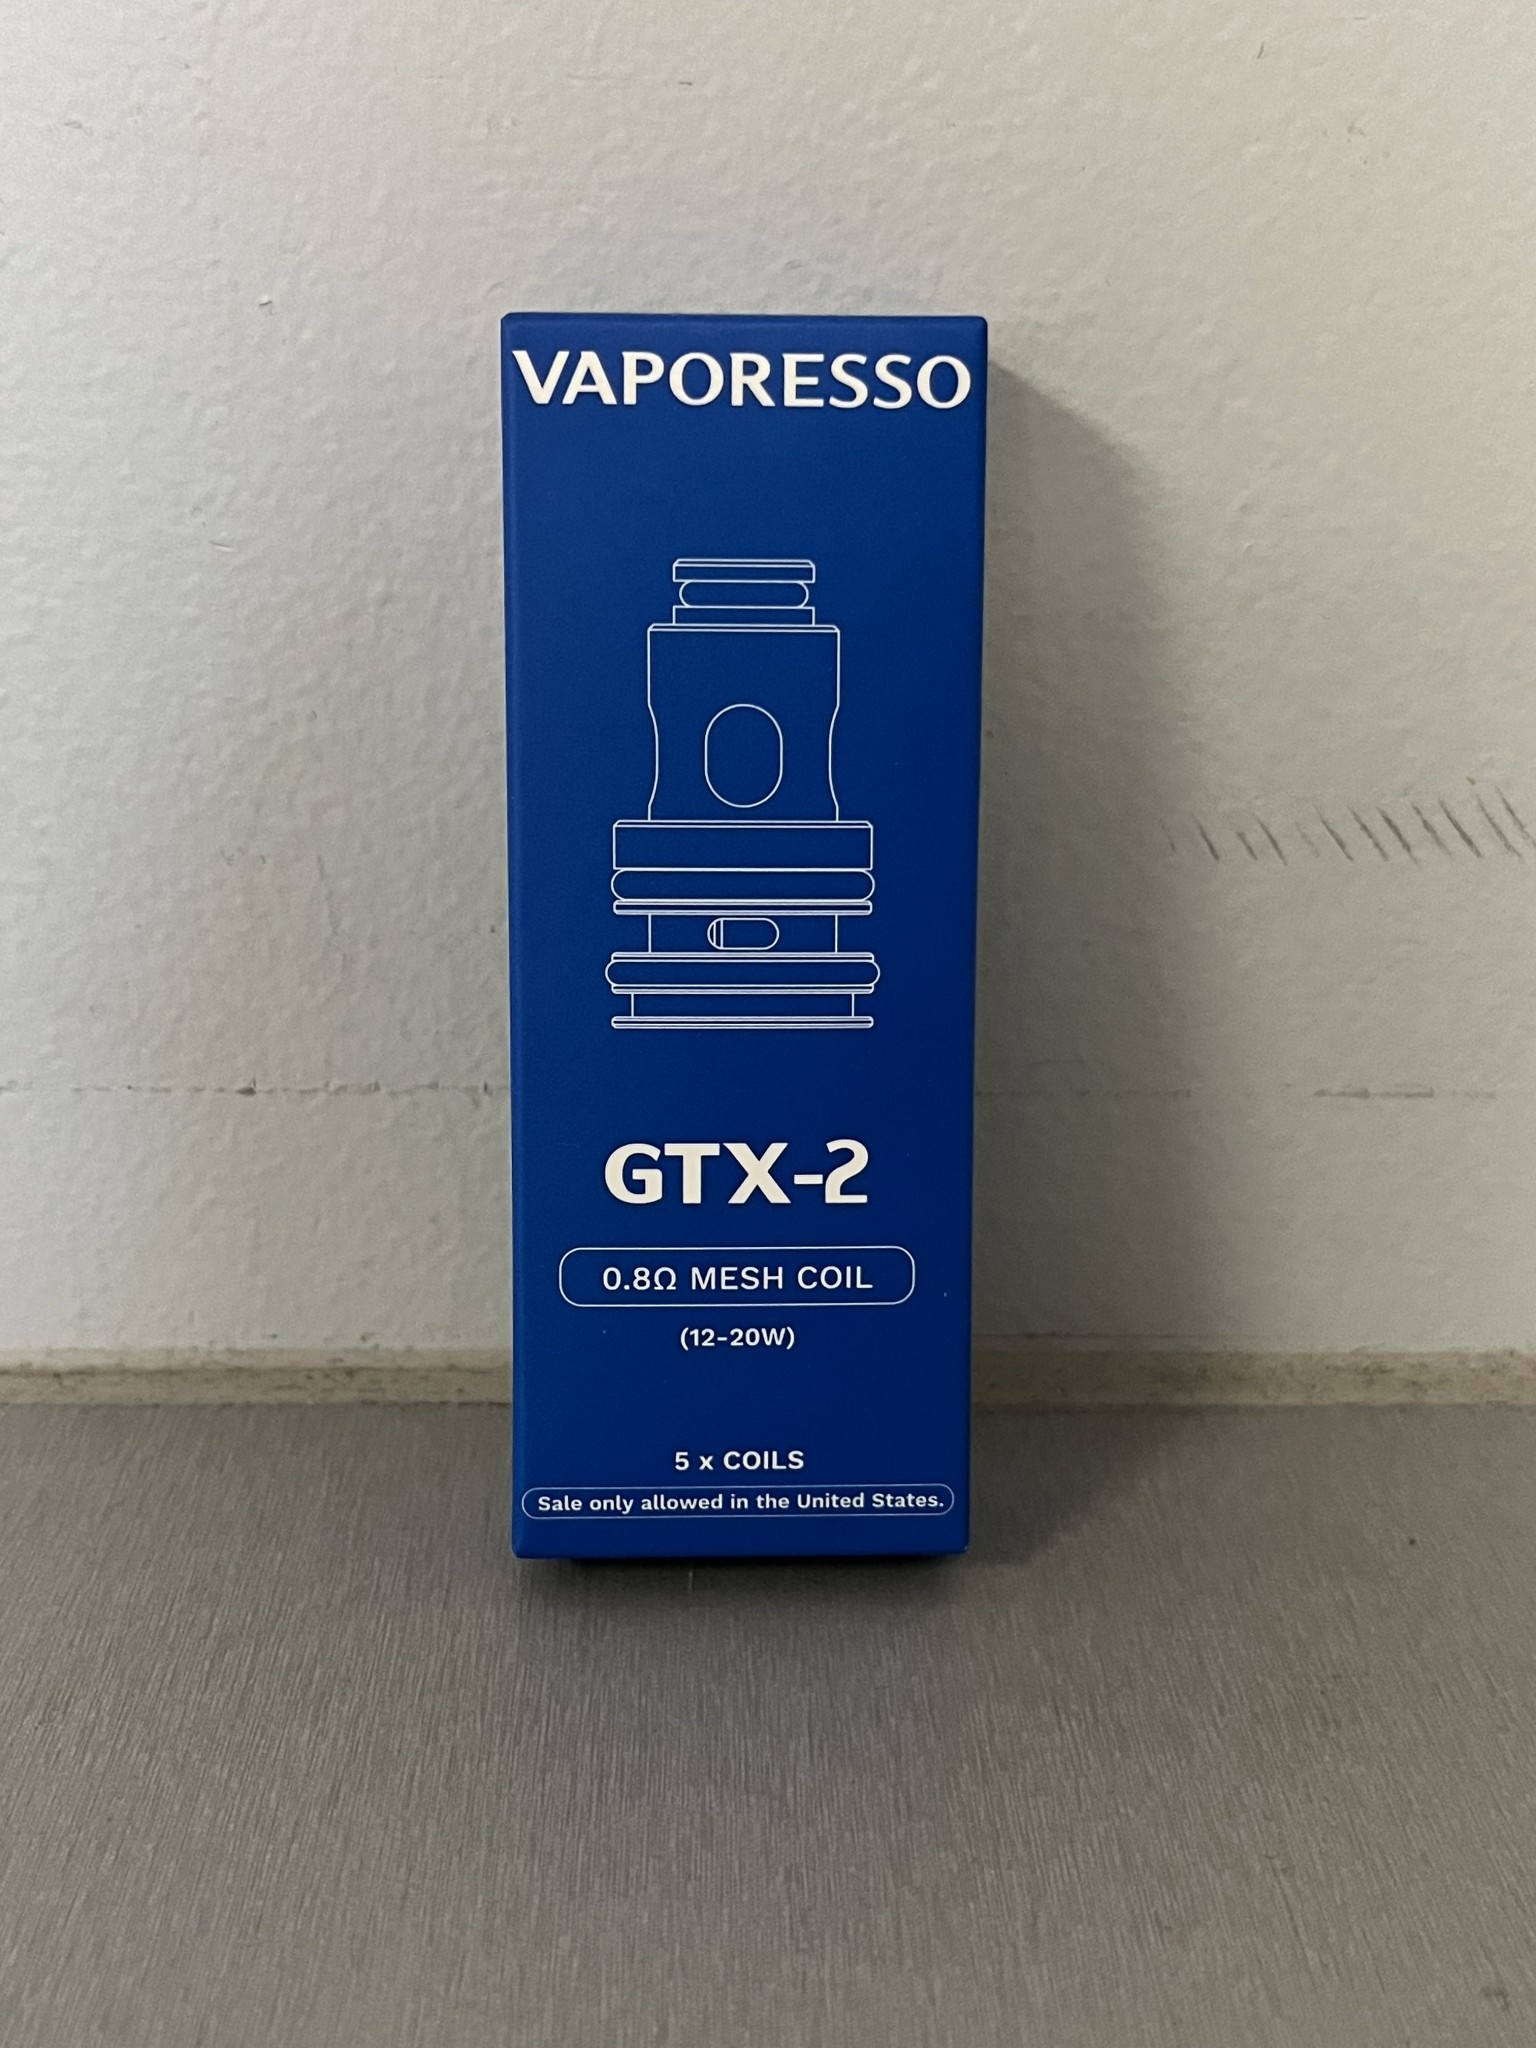 VAPORESSO
GTX-2
0.8Ω MESH COIL
(12-20W)
5 x COILS
Sale only allowed in the United States.